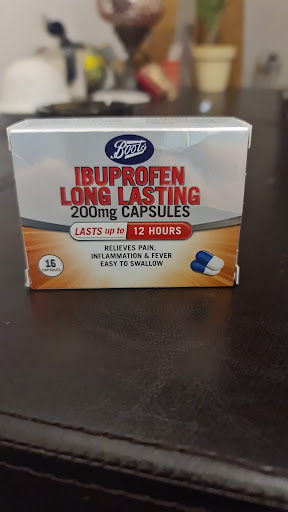 Boots
IBUPROFEN
LONG LASTING
200mg CAPSULES
LASTS up to 12 HOURS
RELIEVES PAIN,
INFLAMMATION & FEVER
EASY TO SWALLOW
16
CAPSULES